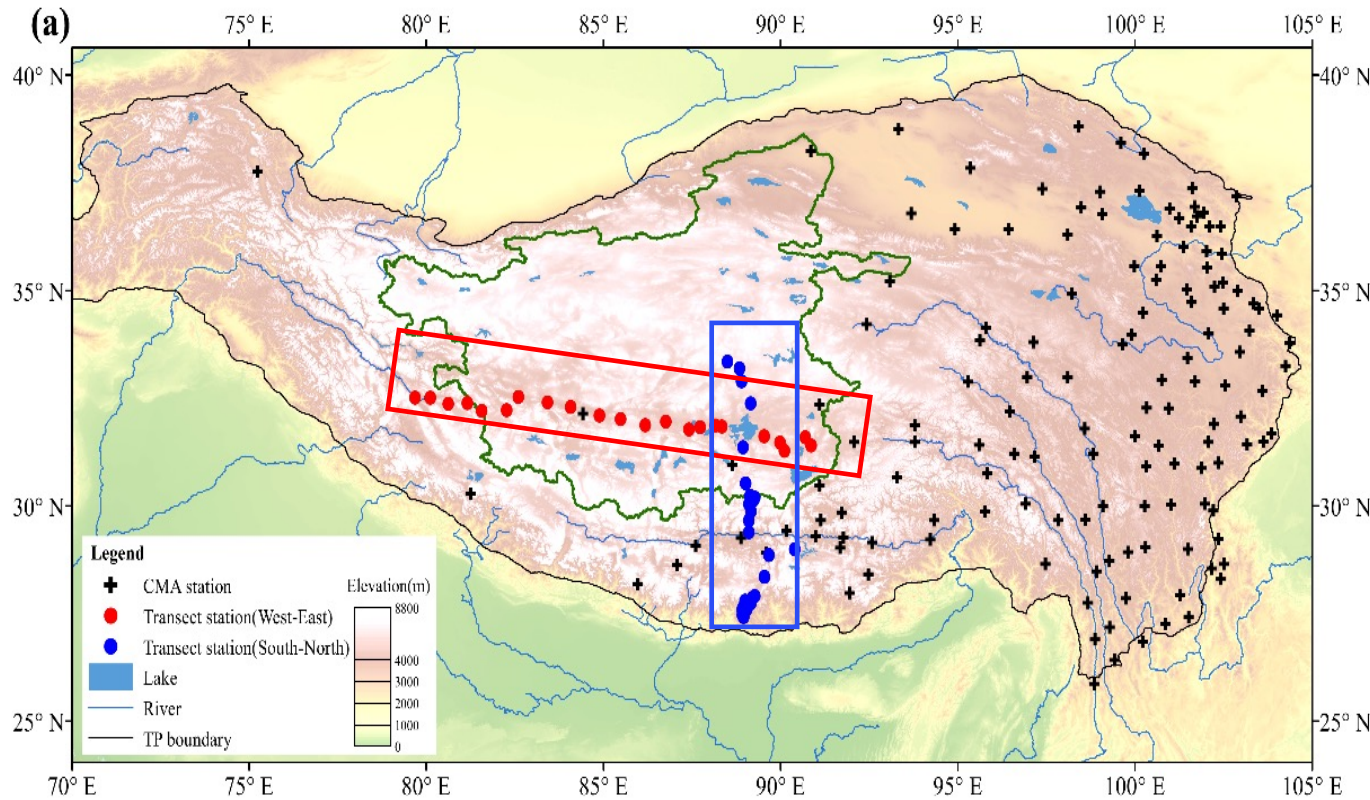 (a)
75° E 80° E 85° E 90° E 95° E 100° E 105° E
40° N 40° N
35° N 35° N
30° N 30° N
25° N 25° N
Legend
CMA station
Transect station(West-East)
Transect station(South-North)
Lake
River
TP boundary
Elevation(m)
8800
4000
3000
2000
1000
0
70° E 75° E 80° E 85° E 90° E 95° E 100° E 105° E